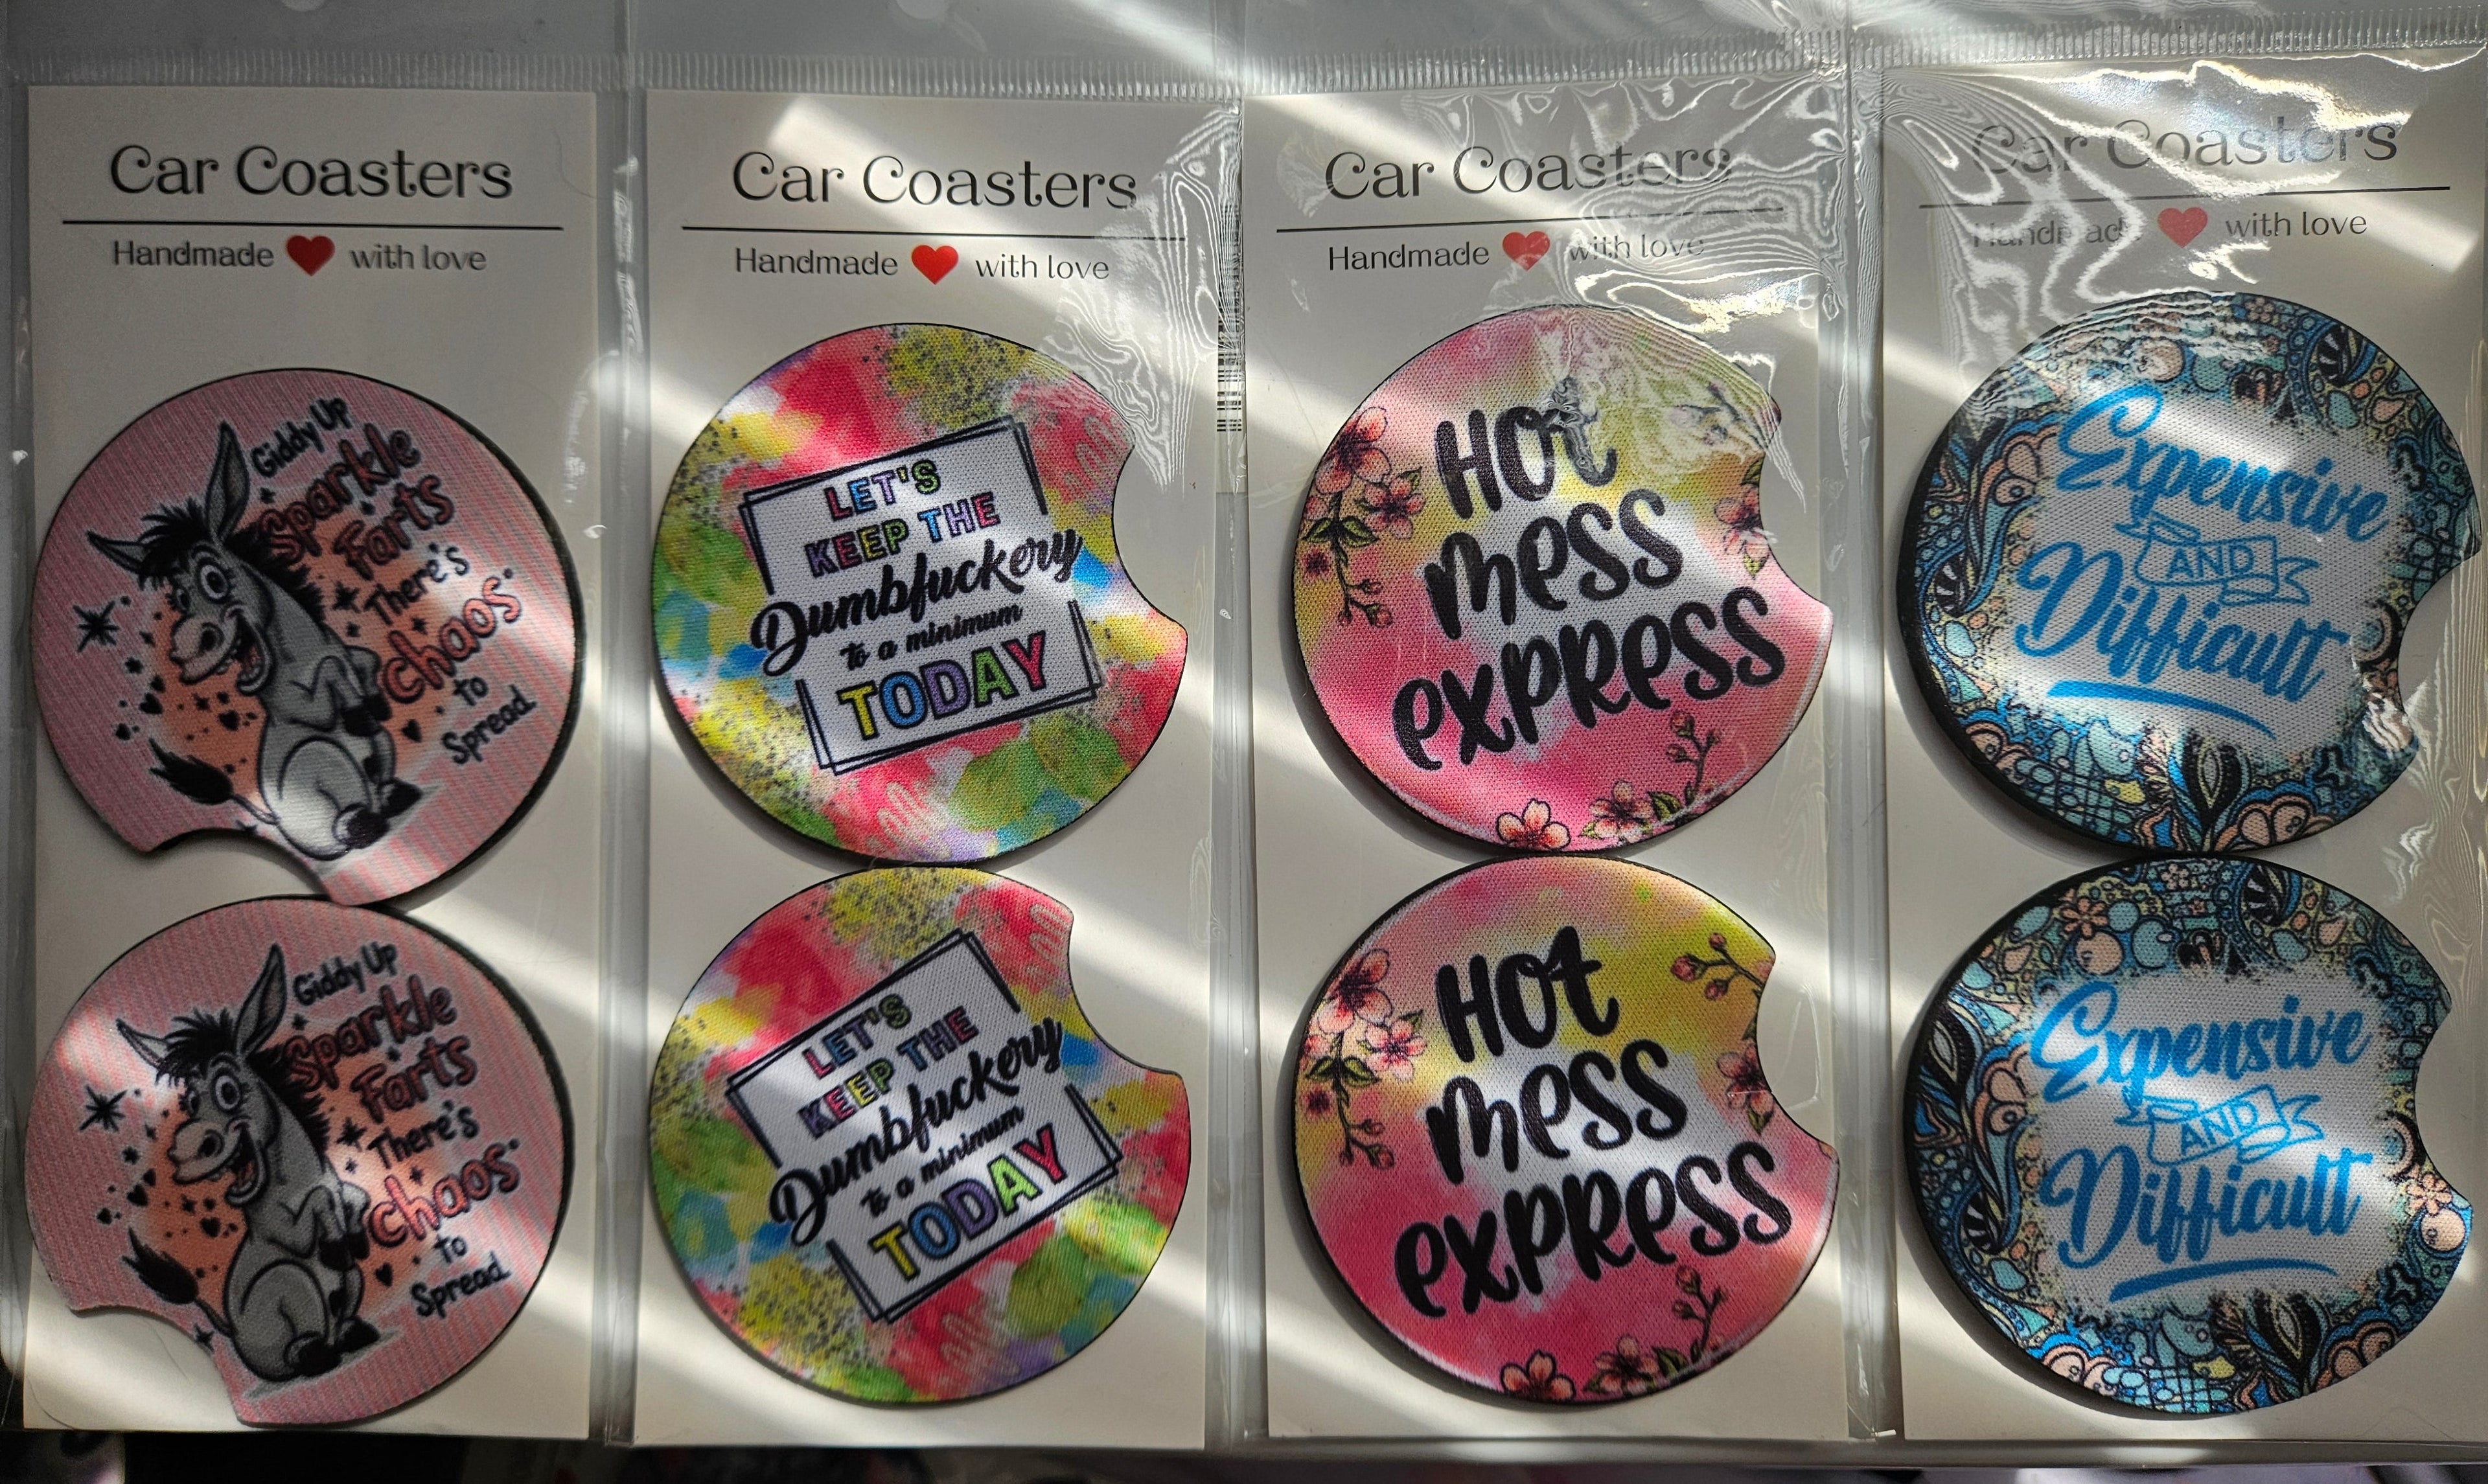 Car Coasters
Handmade ❤ with love
Giddy Up
Sparkle
Farts
There's
chaos
to
Spread
Giddy Up
Sparkle
Farts
There's
chaos
to
Spread
Car Coasters
Handmade ❤ with love
LET'S
KEEP THE
Dumbfuckery
to a minimum
TODAY
LET'S
KEEP THE
Dumbfuckery
to a minimum
TODAY
Car Coasters
Handmade ❤ with love
Hot
mess
express
Hot
mess
express
Car Coasters
Handmade ❤ with love
Expensive
AND
Difficult
Expensive
AND
Difficult